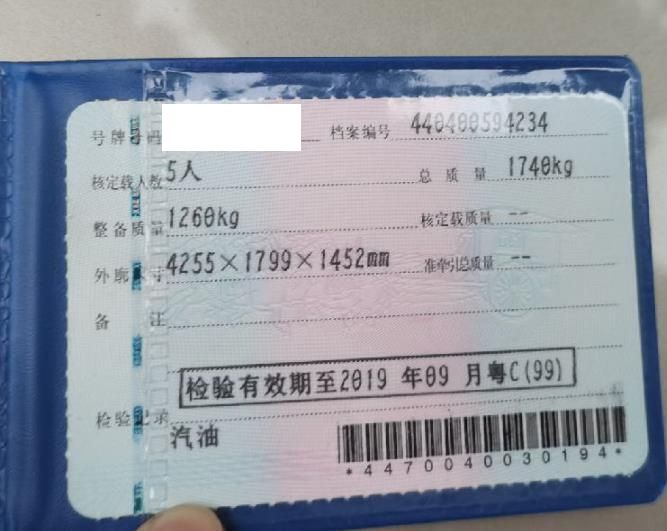 号牌号码 档案编号 440400594234
核定载人数 5人 总质量 1740kg
整备质量 1260kg 核定载质量 --
外廓尺寸 4255×1799×1452mm 准牵引总质量 --
备注
检验有效期至2019 年09 月粤C(99)
检验记录
汽油
*4470040030194*